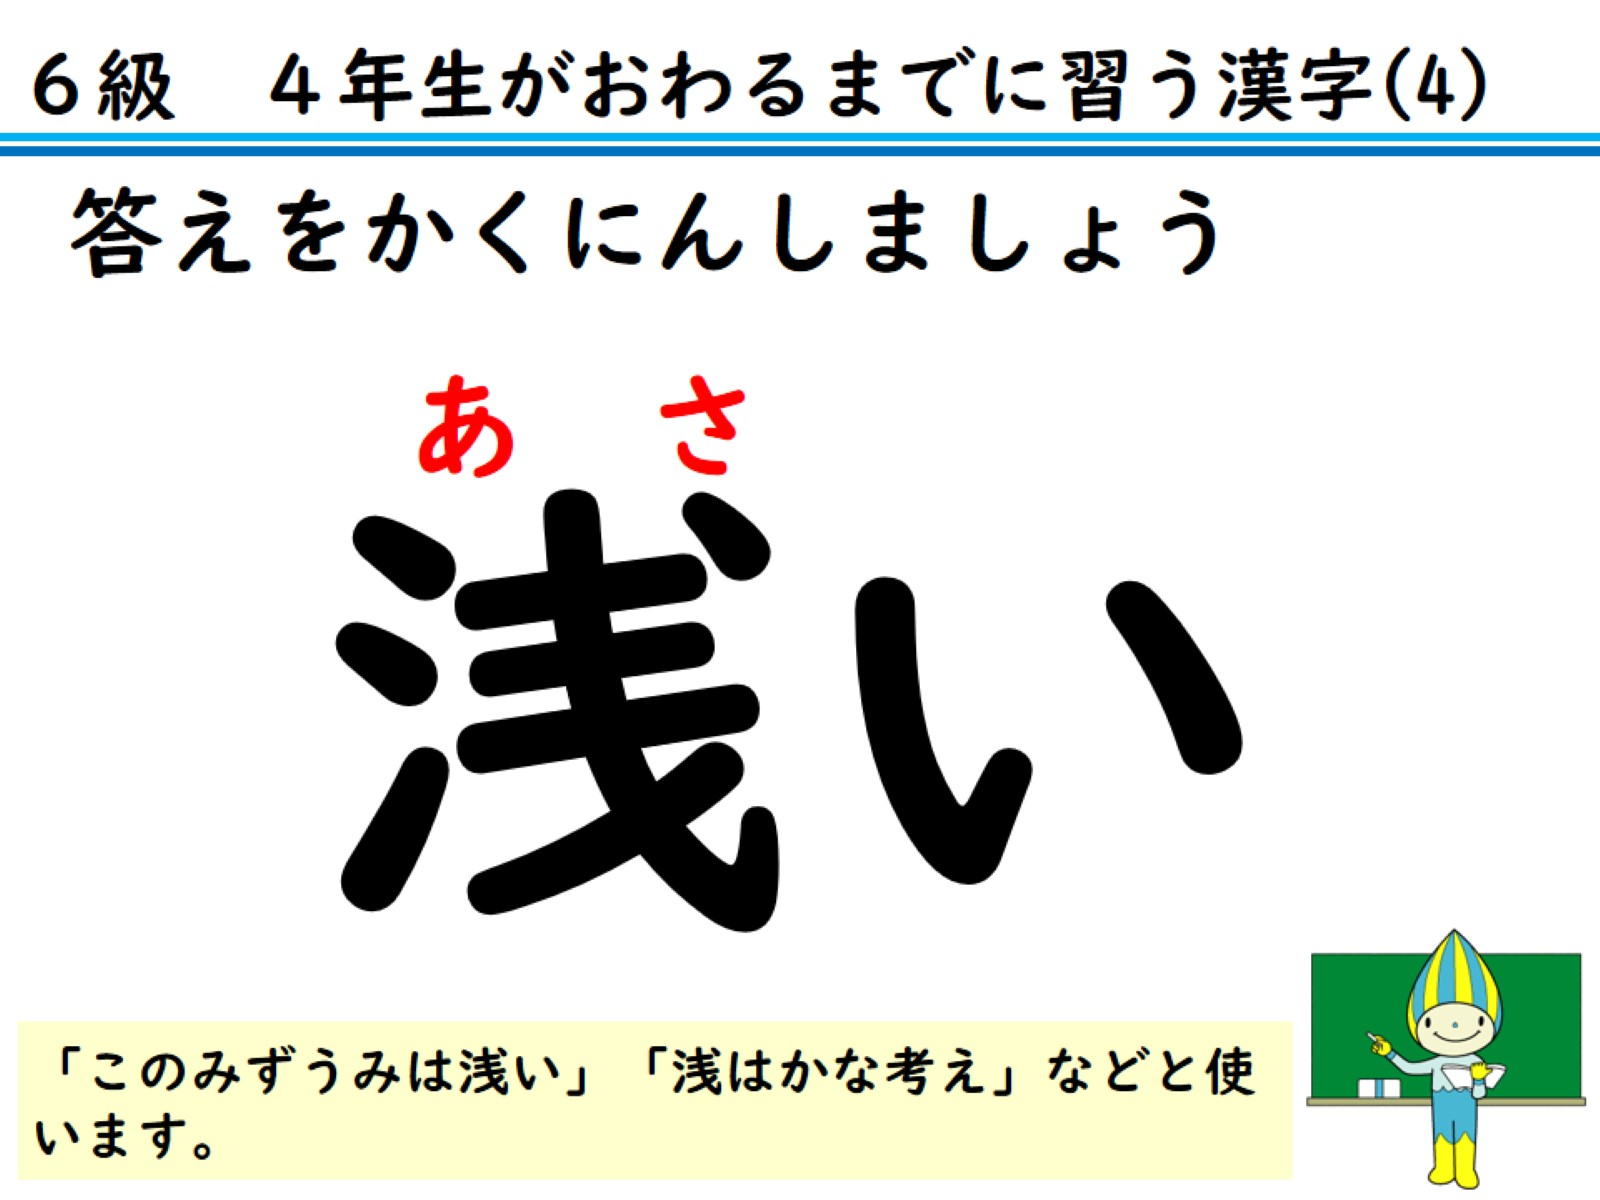 ６級　４年生がおわるまでに習う漢字(4)
答えをかくにんしましょう
あ　さ
浅い
「このみずうみは浅い」「浅はかな考え」などと使
います。